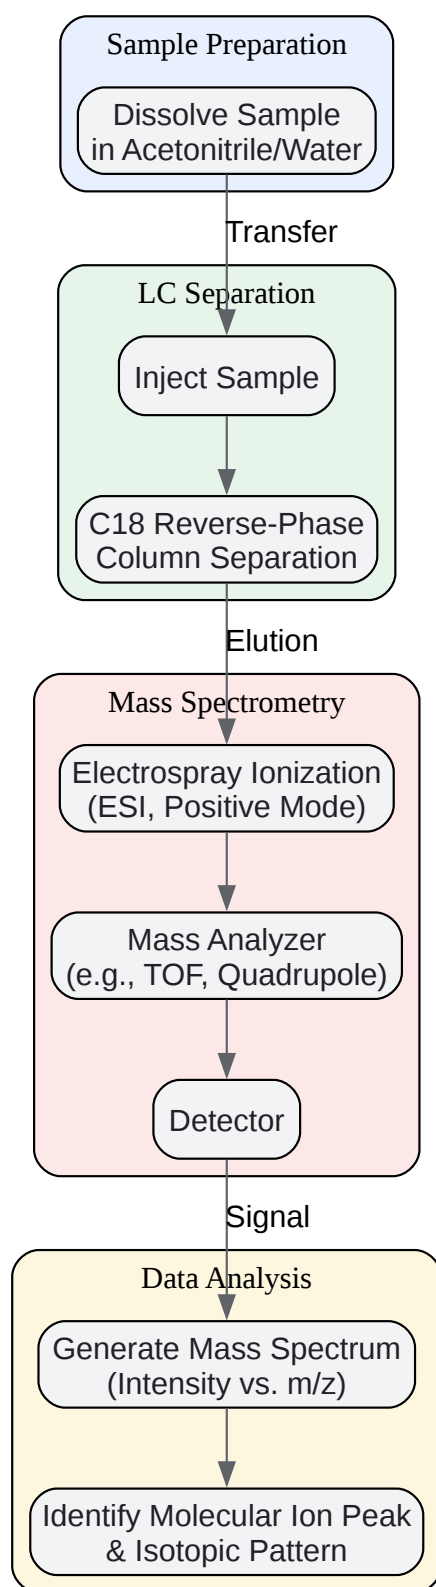 Sample Preparation
Dissolve Sample
in Acetonitrile/Water
Transfer
LC Separation
Inject Sample
C18 Reverse-Phase
Column Separation
Elution
Mass Spectrometry
Electrospray Ionization
(ESI, Positive Mode)
Mass Analyzer
(e.g., TOF, Quadrupole)
Detector
Signal
Data Analysis
Generate Mass Spectrum
(Intensity vs. m/z)
Identify Molecular Ion Peak
& Isotopic Pattern